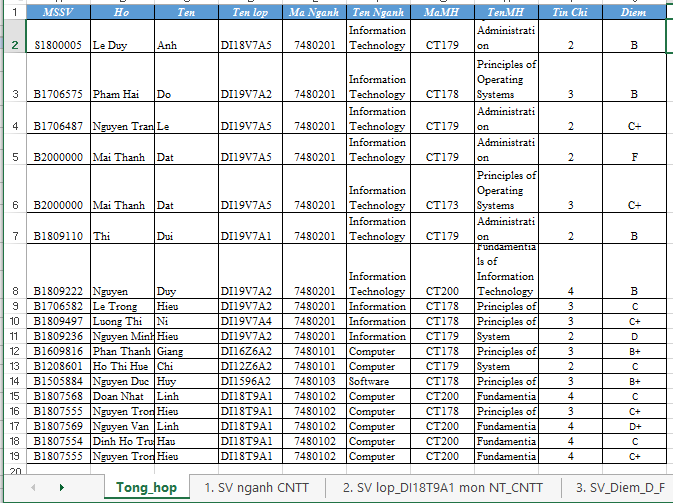 1 MSSV Ho Ten Ten lop Ma Nganh Ten Nganh MaMH TenMH Tin Chi Diem
2 S1800005 Le Duy Anh DI18V7A5 7480201 Information Technology CT179 Administrati on 2 B
3 B1706575 Pham Hai Do DI19V7A2 7480201 Information Technology CT178 Principles of Operating Systems 3 B
4 B1706487 Nguyen Tran Le DI19V7A5 7480201 Information Technology CT179 Administrati on 2 C+
5 B2000000 Mai Thanh Dat DI19V7A5 7480201 Information Technology CT179 Administrati on 2 F
6 B2000000 Mai Thanh Dat DI19V7A5 7480201 Information Technology CT173 Principles of Operating Systems 3 C+
7 B1809110 Thi Dui DI19V7A1 7480201 Information Technology CT179 Administrati on 2 B
8 B1809222 Nguyen Duy DI19V7A2 7480201 Information Technology CT200 Fundamentia ls of Information Technology 4 B
9 B1706582 Le Trong Hieu DI19V7A2 7480201 Information CT178 Principles of 3 C
10 B1809497 Luong Thi Ni DI19V7A4 7480201 Information CT178 Principles of 3 C+
11 B1809236 Nguyen Minh Hieu DI19V7A2 7480201 Information CT179 System 2 D
12 B1609816 Phan Thanh Giang DI16Z6A2 7480101 Computer CT178 Principles of 3 B+
13 B1208601 Ho Thi Hue Chi DI12Z6A2 7480101 Computer CT179 System 2 C
14 B1505884 Nguyen Duc Huy DI1596A2 7480103 Software CT178 Principles of 3 B+
15 B1807568 Doan Nhat Linh DI18T9A1 7480102 Computer CT200 Fundamentia 4 C
16 B1807555 Nguyen Tron Hieu DI18T9A1 7480102 Computer CT178 Principles of 3 C+
17 B1807569 Nguyen Van Linh DI18T9A1 7480102 Computer CT200 Fundamentia 4 D+
18 B1807554 Dinh Ho Tru Hau DI18T9A1 7480102 Computer CT200 Fundamentia 4 C
19 B1807555 Nguyen Tron Hieu DI18T9A1 7480102 Computer CT200 Fundamentia 4 C+
20
Tong_hop 1. SV nganh CNTT 2. SV lop_DI18T9A1 mon NT_CNTT 3. SV_Diem_D_F